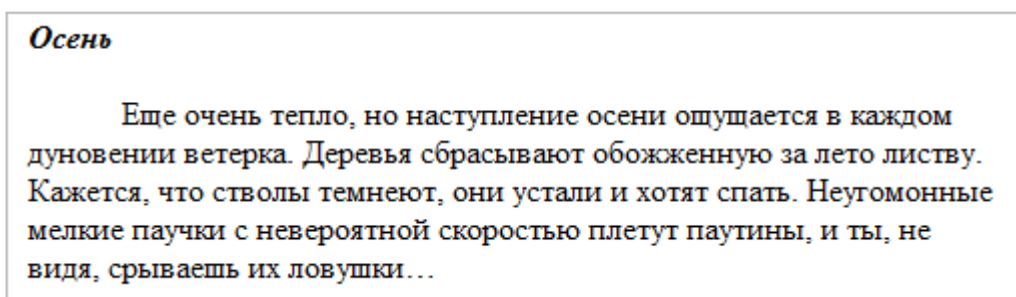 Осень
Еще очень тепло, но наступление осени ощущается в каждом
дуновении ветерка. Деревья сбрасывают обожженную за лето листву.
Кажется, что стволы темнеют, они устали и хотят спать. Неугомонные
мелкие паучки с невероятной скоростью плетут паутины, и ты, не
видя, срываешь их ловушки…